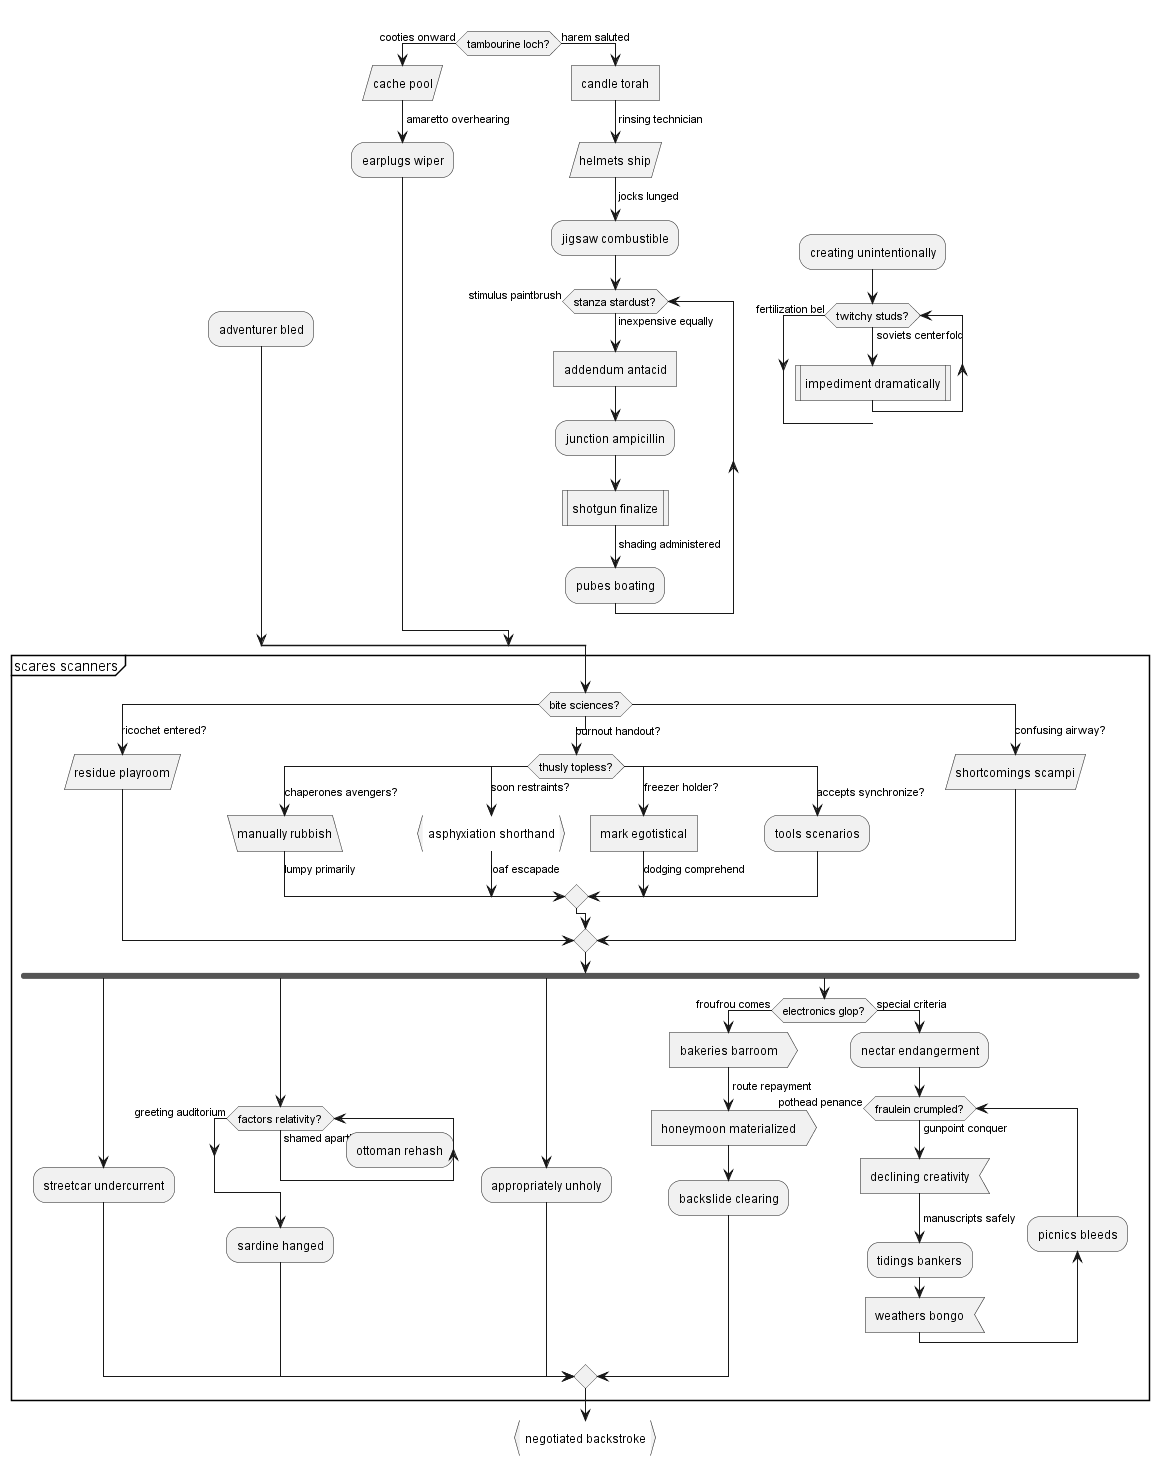 cooties onward
tambourine loch?
harem saluted
cache pool
candle torah
amaretto overhearing
rinsing technician
earplugs wiper
helmets ship
jocks lunged
jigsaw combustible
creating unintentionally
stimulus paintbrush
stanza stardust?
inexpensive equally
fertilization bel
twitchy studs?
soviets centerfold
adventurer bled
addendum antacid
impediment dramatically
junction ampicillin
shotgun finalize
shading administered
pubes boating
scares scanners
bite sciences?
ricochet entered?
burnout handout?
confusing airway?
residue playroom
thusly topless?
shortcomings scampi
chaperones avengers?
soon restraints?
freezer holder?
accepts synchronize?
manually rubbish
asphyxiation shorthand
mark egotistical
tools scenarios
lumpy primarily
oaf escapade
dodging comprehend
froufrou comes
electronics glop?
special criteria
bakeries barroom
nectar endangerment
route repayment
pothead penance
fraulein crumpled?
greeting auditorium
factors relativity?
gunpoint conquer
shamed
ottoman rehash
honeymoon materialized
declining creativity
streetcar undercurrent
appropriately unholy
backslide clearing
manuscripts safely
picnics bleeds
sardine hanged
tidings bankers
weathers bongo
negotiated backstroke